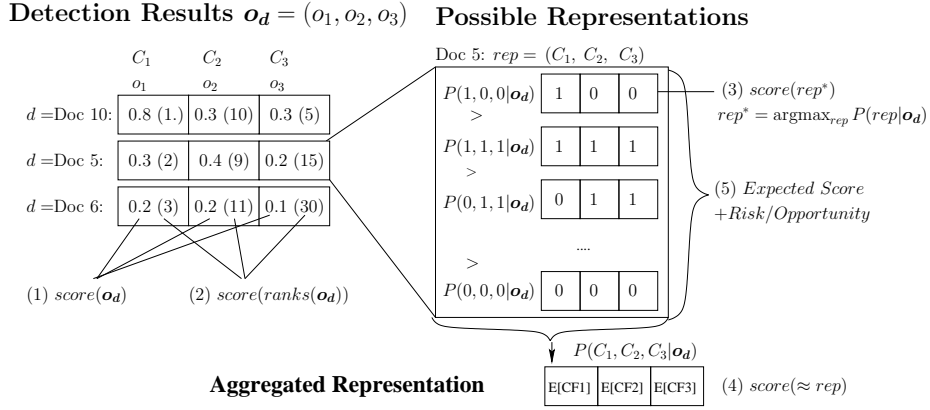 Detection Results o_d = (o_1, o_2, o_3) Possible Representations
C_1 C_2 C_3
o_1 o_2 o_3
d =Doc 10: 0.8 (1.) 0.3 (10) 0.3 (5)
d =Doc 5: 0.3 (2) 0.4 (9) 0.2 (15)
d =Doc 6: 0.2 (3) 0.2 (11) 0.1 (30)
(1) score(o_d) (2) score(ranks(o_d))
Doc 5: rep = (C_1, C_2, C_3)
P(1, 0, 0|o_d) 1 0 0
>
P(1, 1, 1|o_d) 1 1 1
>
P(0, 1, 1|o_d) 0 1 1
....
>
P(0, 0, 0|o_d) 0 0 0
(3) score(rep*)
rep* = argmax_rep P(rep|o_d)
(5) Expected Score
+Risk/Opportunity
P(C_1, C_2, C_3|o_d)
Aggregated Representation E[CF1] E[CF2] E[CF3] (4) score(≈ rep)